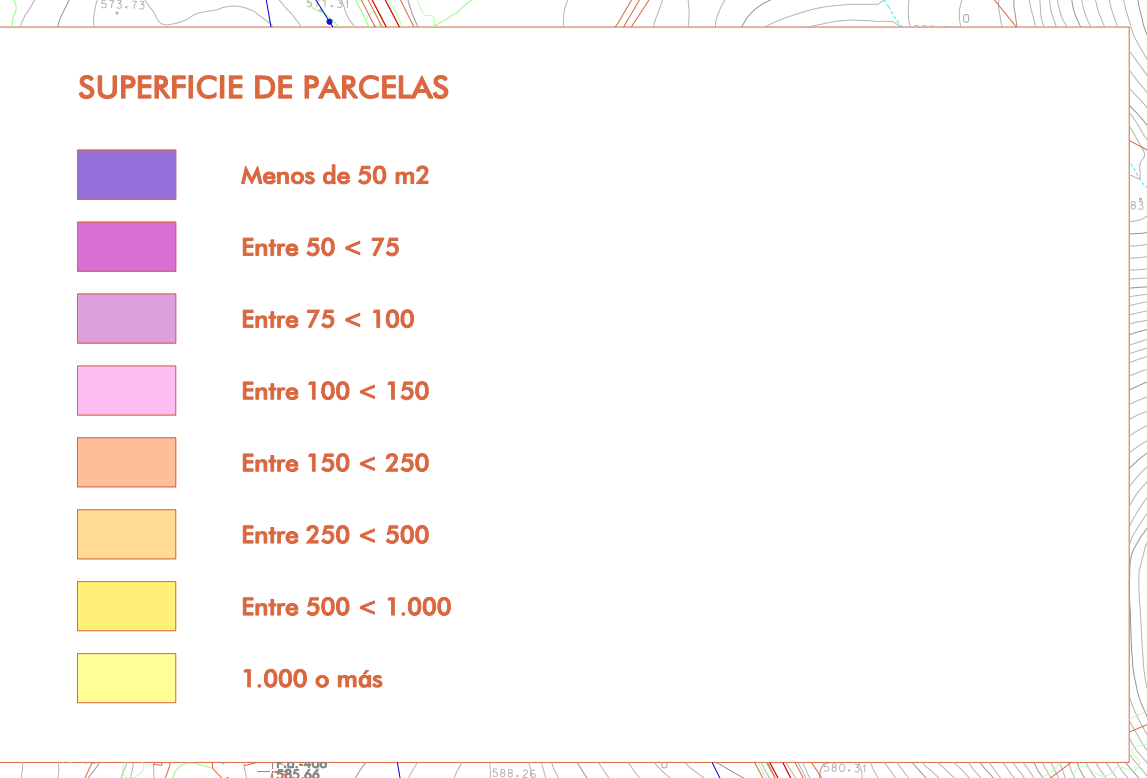 573.73
SUPERFICIE DE PARCELAS
Menos de 50 m2
Entre 50 < 75
Entre 75 < 100
Entre 100 < 150
Entre 150 < 250
Entre 250 < 500
Entre 500 < 1.000
1.000 o más
585.66
588.26
580.31